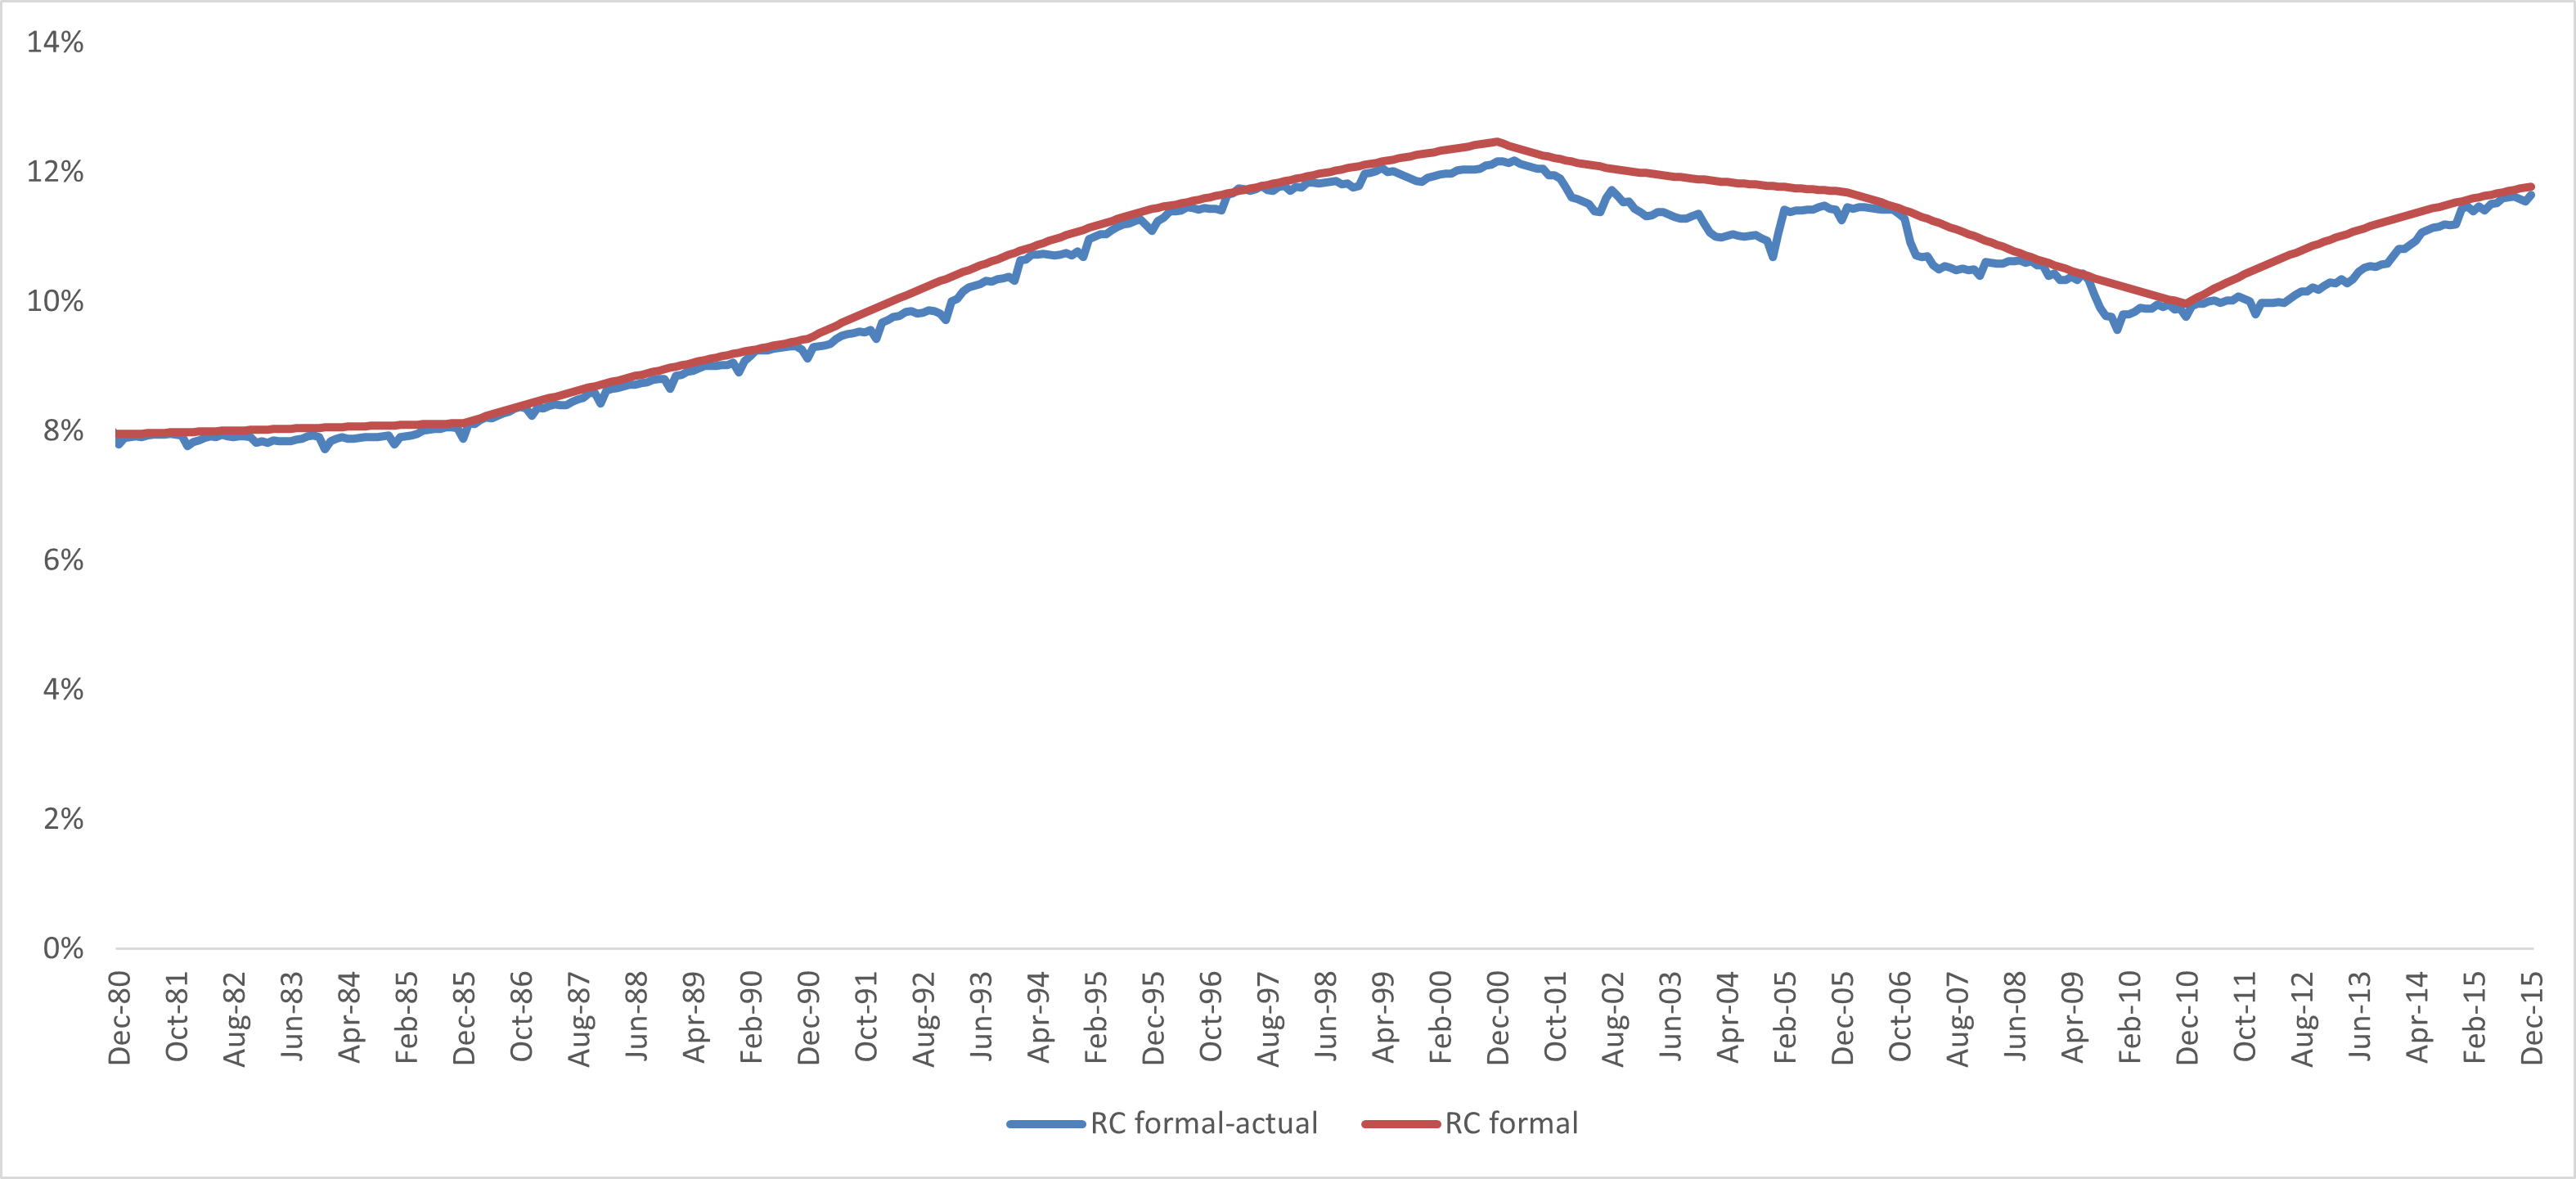 14%
12%
10%
8%
6%
4%
2%
0%
Dec-80
Oct-81
Aug-82
Jun-83
Apr-84
Feb-85
Dec-85
Oct-86
Aug-87
Jun-88
Apr-89
Feb-90
Dec-90
Oct-91
Aug-92
Jun-93
Apr-94
Feb-95
Dec-95
Oct-96
Aug-97
Jun-98
Apr-99
Feb-00
Dec-00
Oct-01
Aug-02
Jun-03
Apr-04
Feb-05
Dec-05
Oct-06
Aug-07
Jun-08
Apr-09
Feb-10
Dec-10
Oct-11
Aug-12
Jun-13
Apr-14
Feb-15
Dec-15
RC formal-actual
RC formal